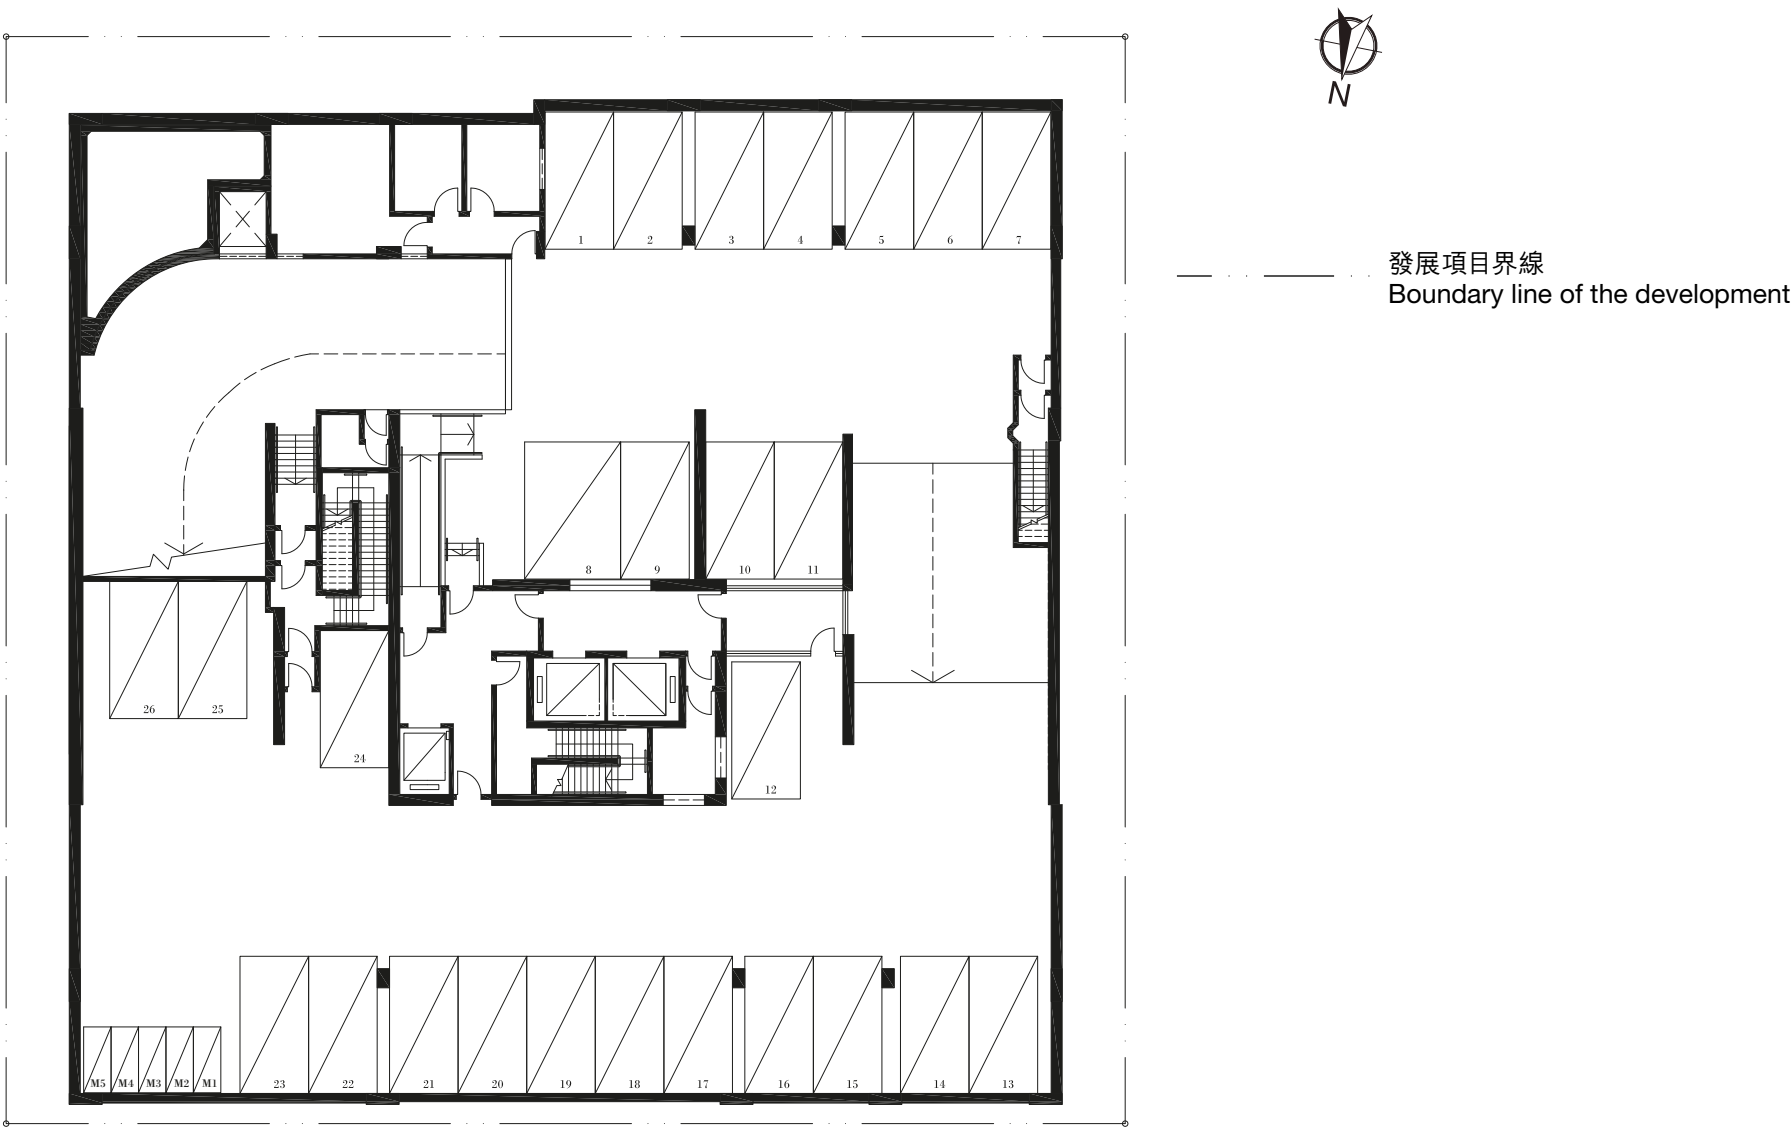 N
發展項目界線
Boundary line of the development
1 2 3 4 5 6 7
8 9 10 11
26 25
24
12
M5 M4 M3 M2 M1 23 22 21 20 19 18 17 16 15 14 13